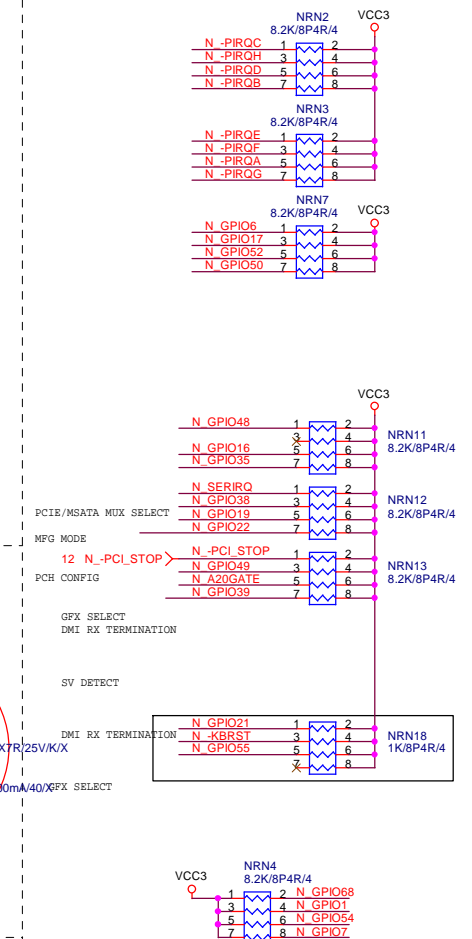 NRN2 VCC3
8.2K/8P4R/4
N_-PIRQC 1 2
N_-PIRQH 3 4
N_-PIRQD 5 6
N_-PIRQB 7 8
NRN3
8.2K/8P4R/4
N_-PIRQE 1 2
N_-PIRQF 3 4
N_-PIRQA 5 6
N_-PIRQG 7 8
NRN7
8.2K/8P4R/4 VCC3
N_GPIO6 1 2
N_GPIO17 3 4
N_GPIO52 5 6
N_GPIO50 7 8
VCC3
N_GPIO48 1 2
3 4 NRN11
N_GPIO16 5 6 8.2K/8P4R/4
N_GPIO35 7 8
N_SERIRQ 1 2
N_GPIO38 3 4 NRN12
PCIE/MSATA MUX SELECT N_GPIO19 5 6 8.2K/8P4R/4
N_GPIO22 7 8
MFG MODE
12 N_-PCI_STOP N_-PCI_STOP 1 2
N_GPIO49 3 4 NRN13
PCH CONFIG N_A20GATE 5 6 8.2K/8P4R/4
N_GPIO39 7 8
GFX SELECT
DMI RX TERMINATION
SV DETECT
N_GPIO21 1 2
DMI RX TERMINATION N_-KBRST 3 4 NRN18
X7R/25V/K/X N_GPIO55 5 6 1K/8P4R/4
7 8
0mA/40/X GFX SELECT
NRN4
VCC3 8.2K/8P4R/4
1 2 N_GPIO68
3 4 N_GPIO1
5 6 N_GPIO54
7 8 N_GPIO7